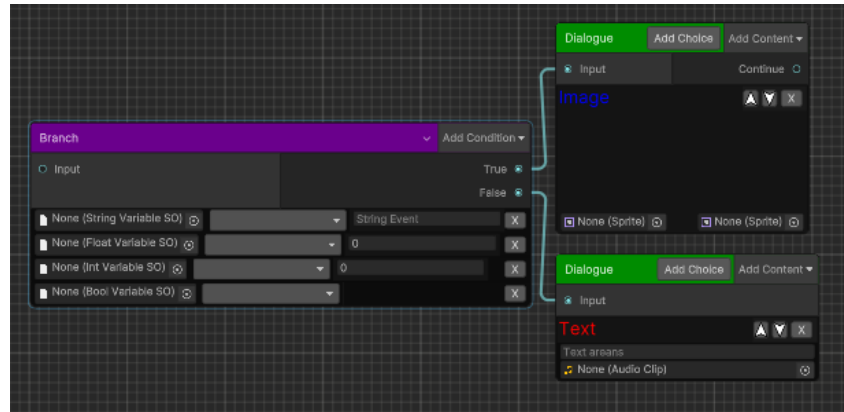 Branch
Add Condition
Input
True
False
None (String Variable SO)
String Event
X
None (Float Variable SO)
0
X
None (Int Variable SO)
0
X
None (Bool Variable SO)
X
Dialogue
Add Choice
Add Content
Input
Continue
Image
X
None (Sprite)
None (Sprite)
Dialogue
Add Choice
Add Content
Input
Text
X
Text areans
None (Audio Clip)